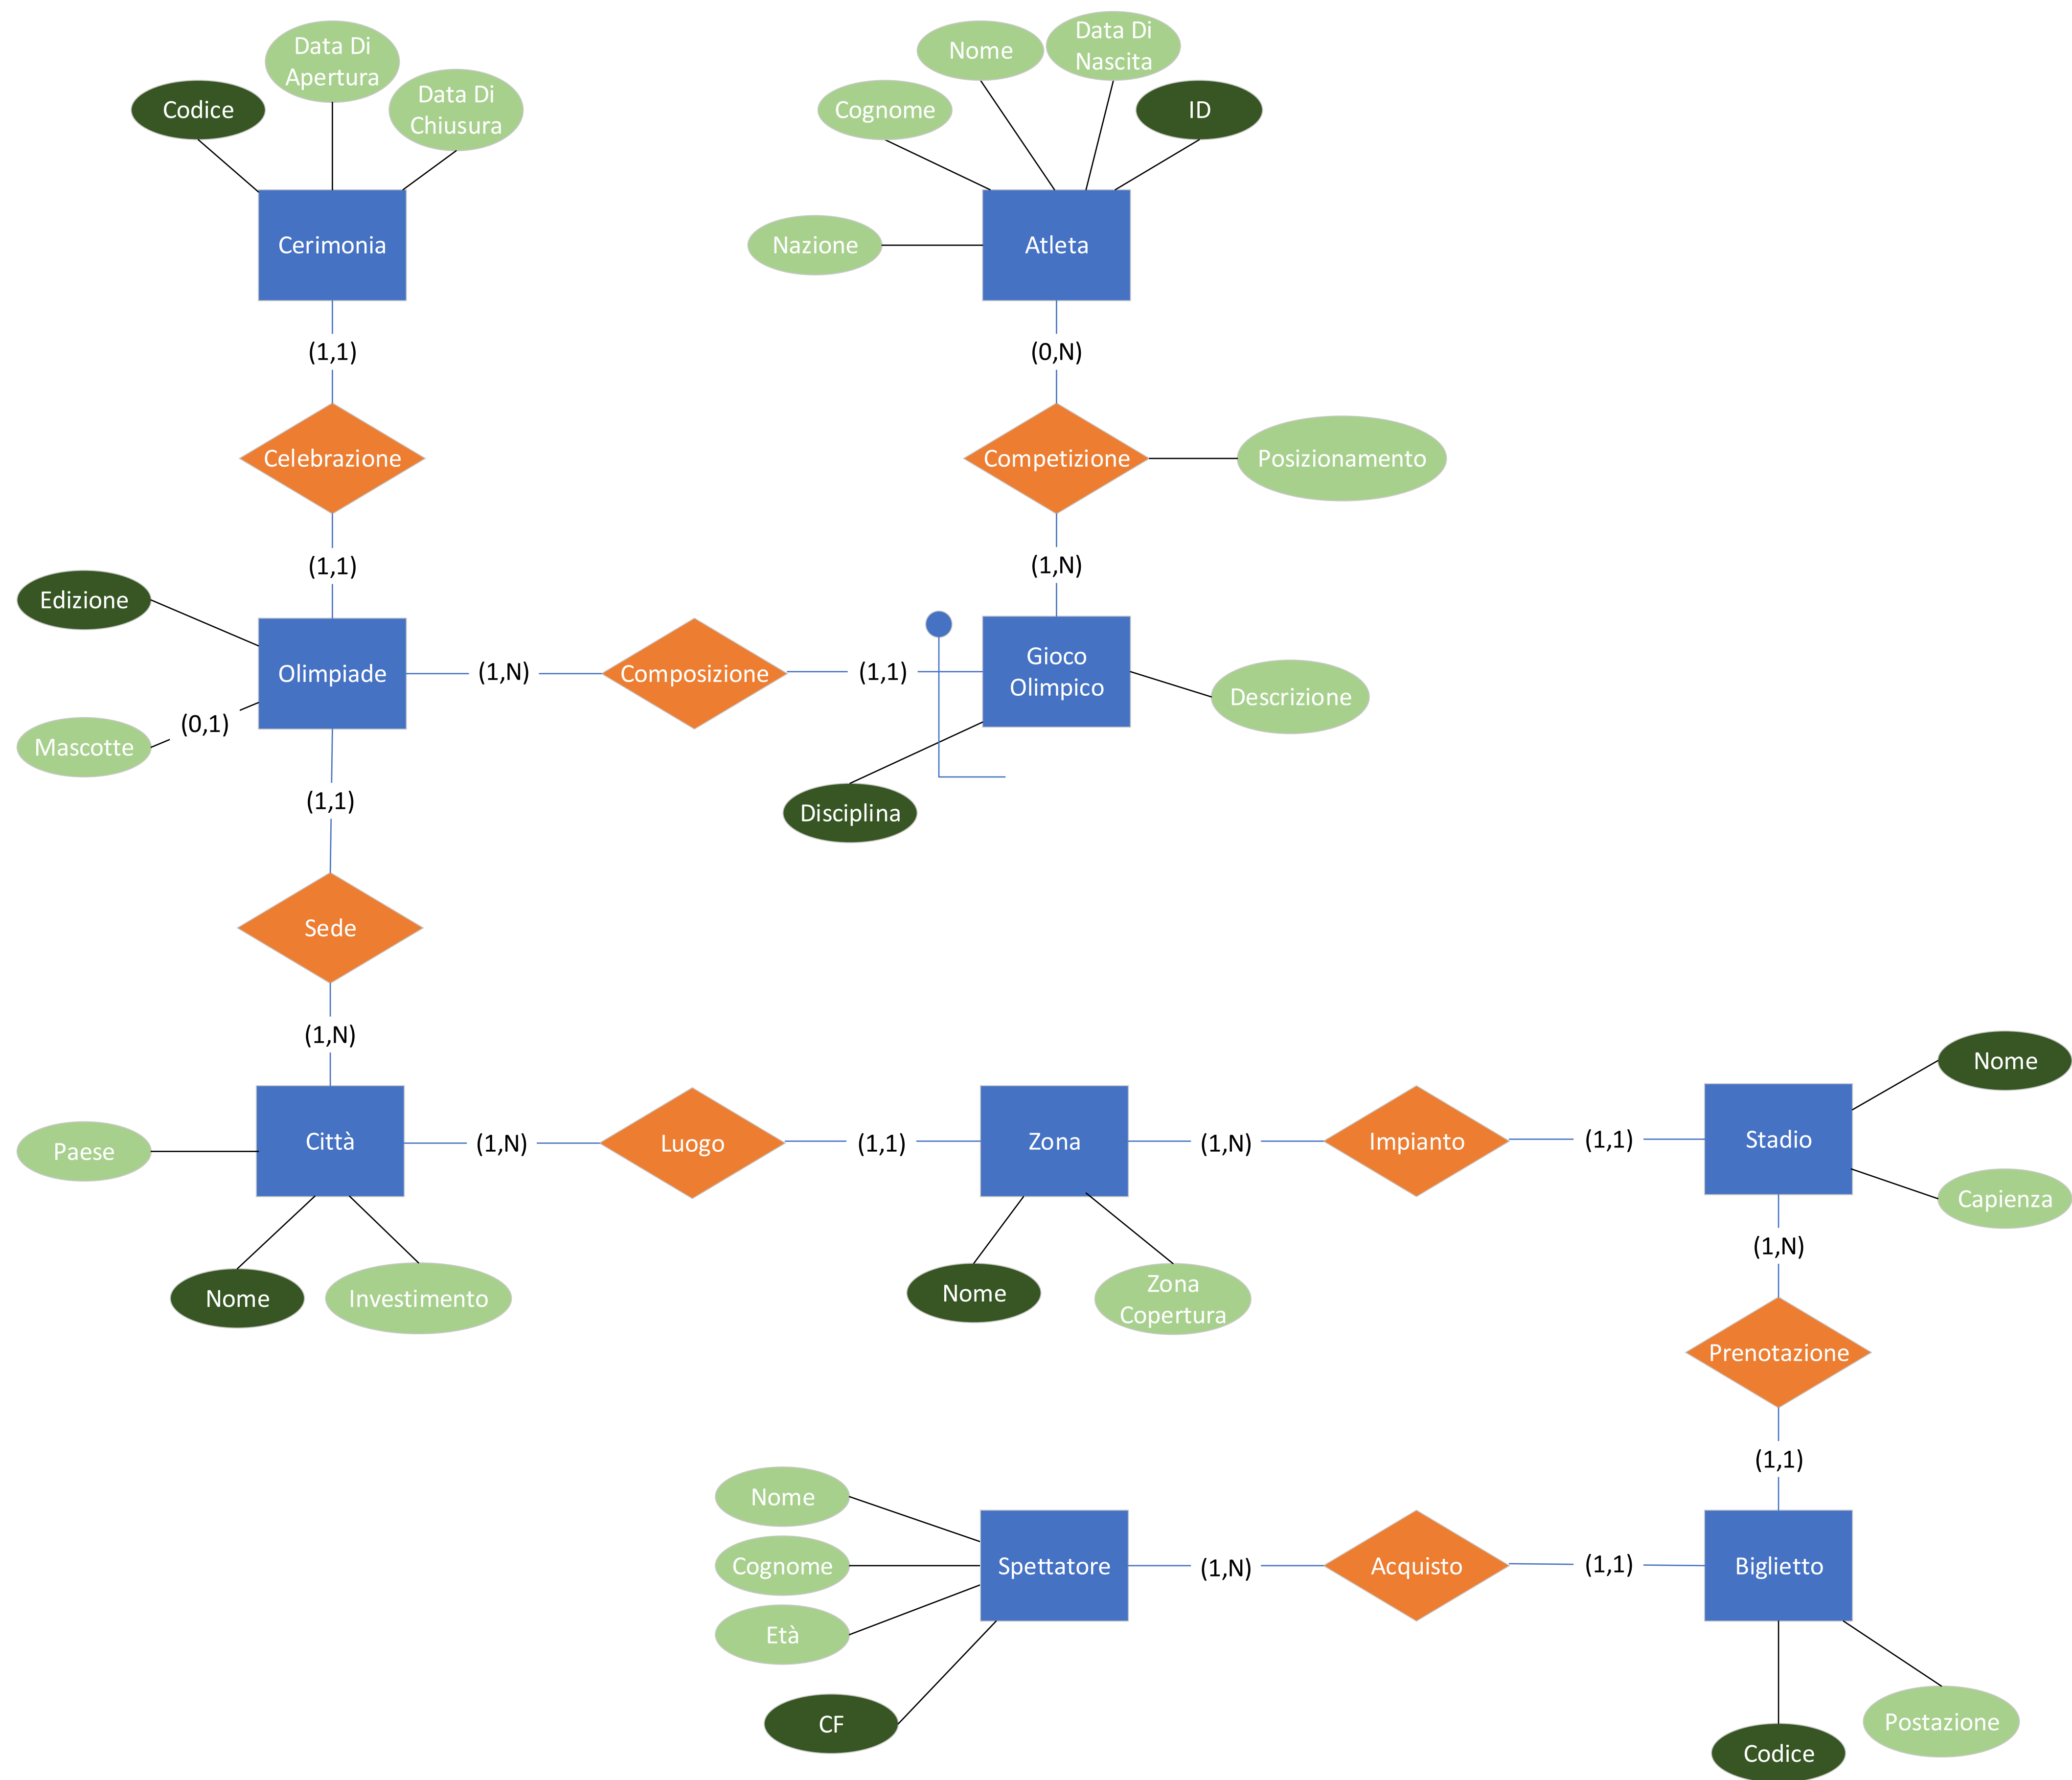 Data Di
Apertura
Codice
Data Di
Chiusura
Cerimonia
(1,1)
Celebrazione
(1,1)
Nome
Data Di
Nascita
Cognome
ID
Nazione
Atleta
(0,N)
Competizione
Posizionamento
(1,N)
Edizione
Olimpiade
(1,N)
Composizione
(1,1)
Gioco
Olimpico
Descrizione
Mascotte
(0,1)
Disciplina
(1,1)
Sede
(1,N)
Paese
Città
(1,N)
Luogo
(1,1)
Zona
(1,N)
Impianto
(1,1)
Stadio
Nome
Capienza
Nome
Investimento
Nome
Zona
Copertura
(1,N)
Prenotazione
(1,1)
Nome
Cognome
Età
CF
Spettatore
(1,N)
Acquisto
(1,1)
Biglietto
Postazione
Codice